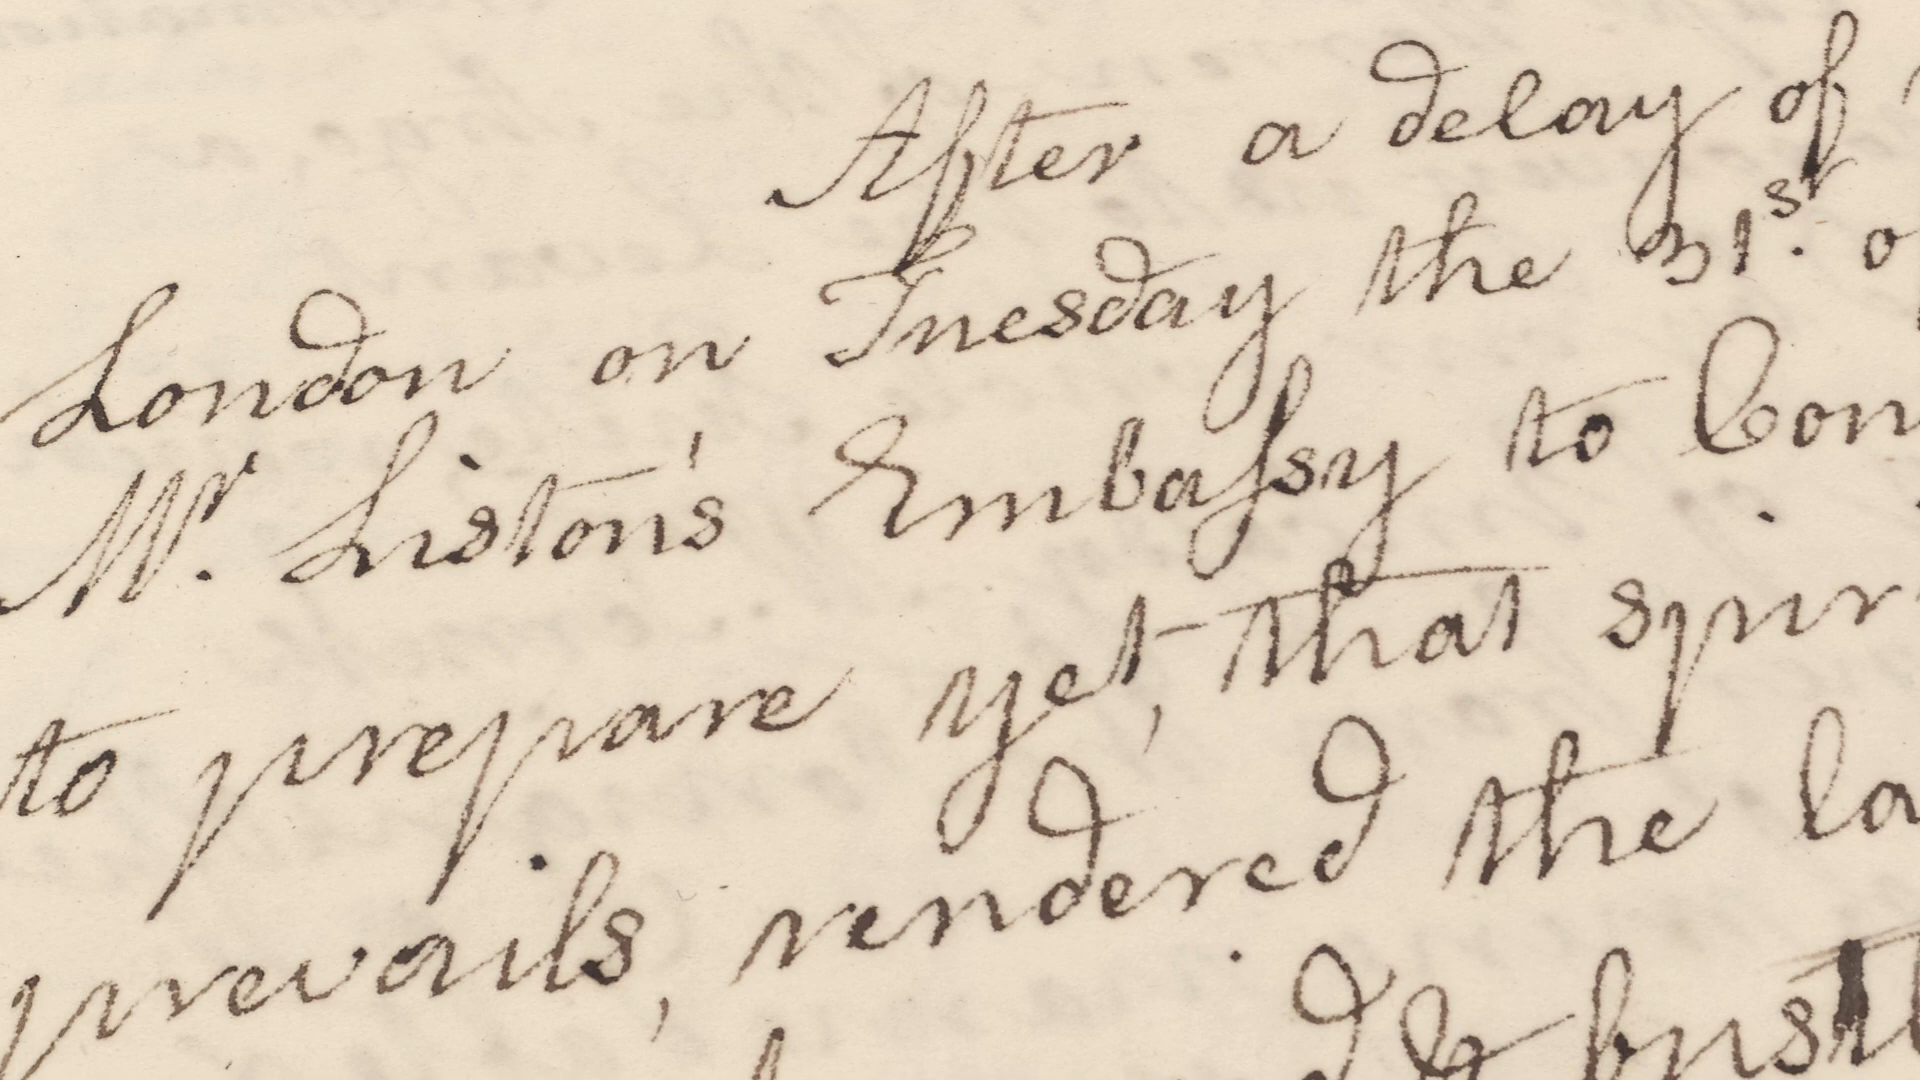 After a delay of
London on Tuesday the 31st. o
Mr. Liston's Embassy to Con
to prepare yet, that spir
prevails, rendered the la
d & bustl